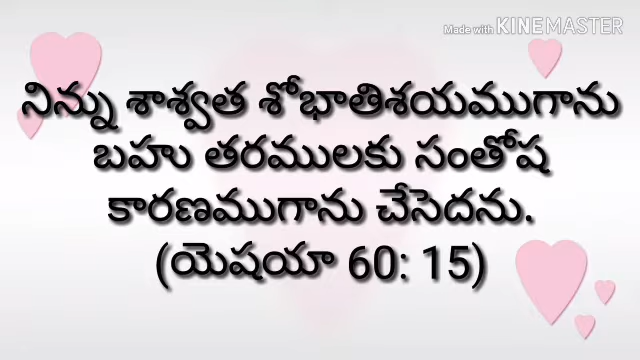 Made with KINEMASTER
నిన్ను శాశ్వత శోభాతిశయముగాను
బహు తరములకు సంతోష
కారణముగాను చేసెదను.
(యెషయా 60: 15)